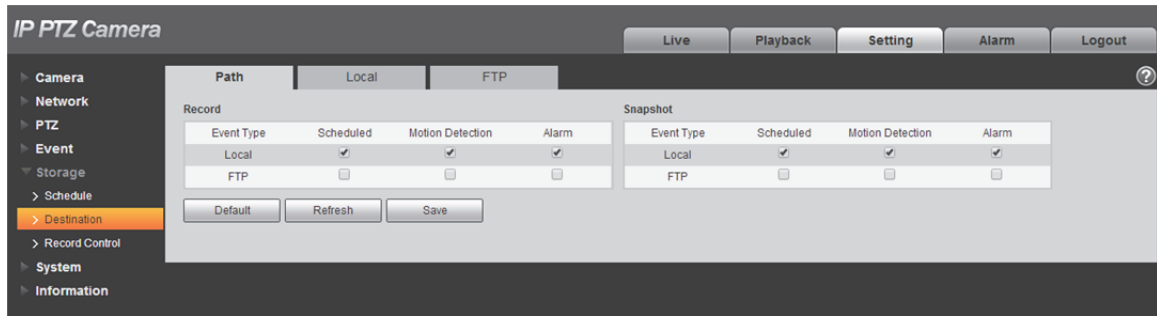 IP PTZ Camera
Live Playback Setting Alarm Logout
Camera
Network
PTZ
Event
Storage
> Schedule
> Destination
> Record Control
System
Information
Path Local FTP
?
Record
Event Type Scheduled Motion Detection Alarm
Local
FTP
Snapshot
Event Type Scheduled Motion Detection Alarm
Local
FTP
Default Refresh Save